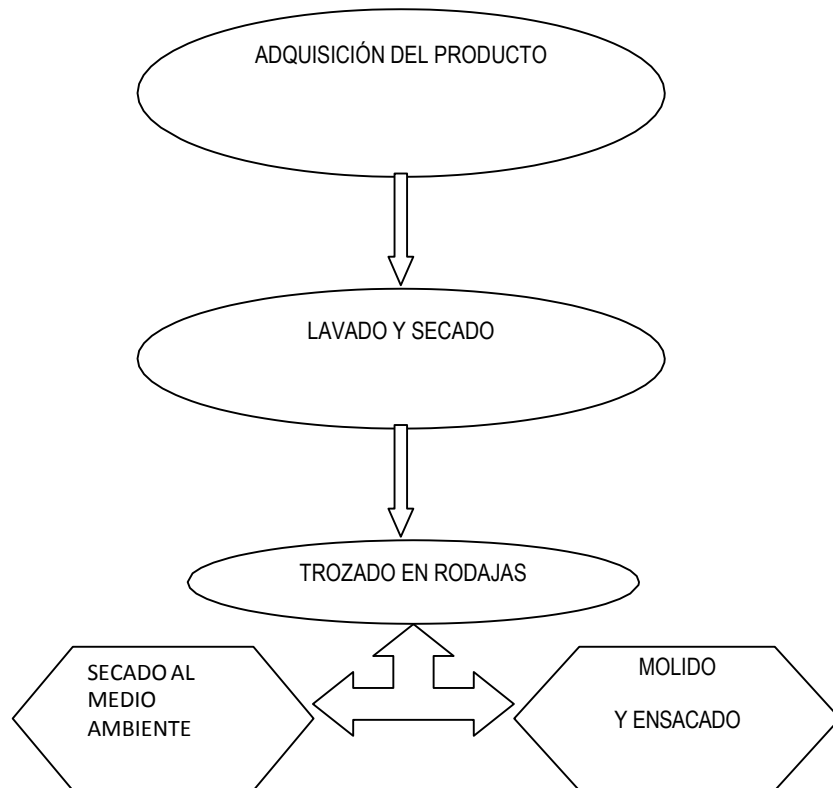 ADQUISICIÓN DEL PRODUCTO
LAVADO Y SECADO
TROZADO EN RODAJAS
SECADO AL
MEDIO
AMBIENTE
MOLIDO
Y ENSACADO